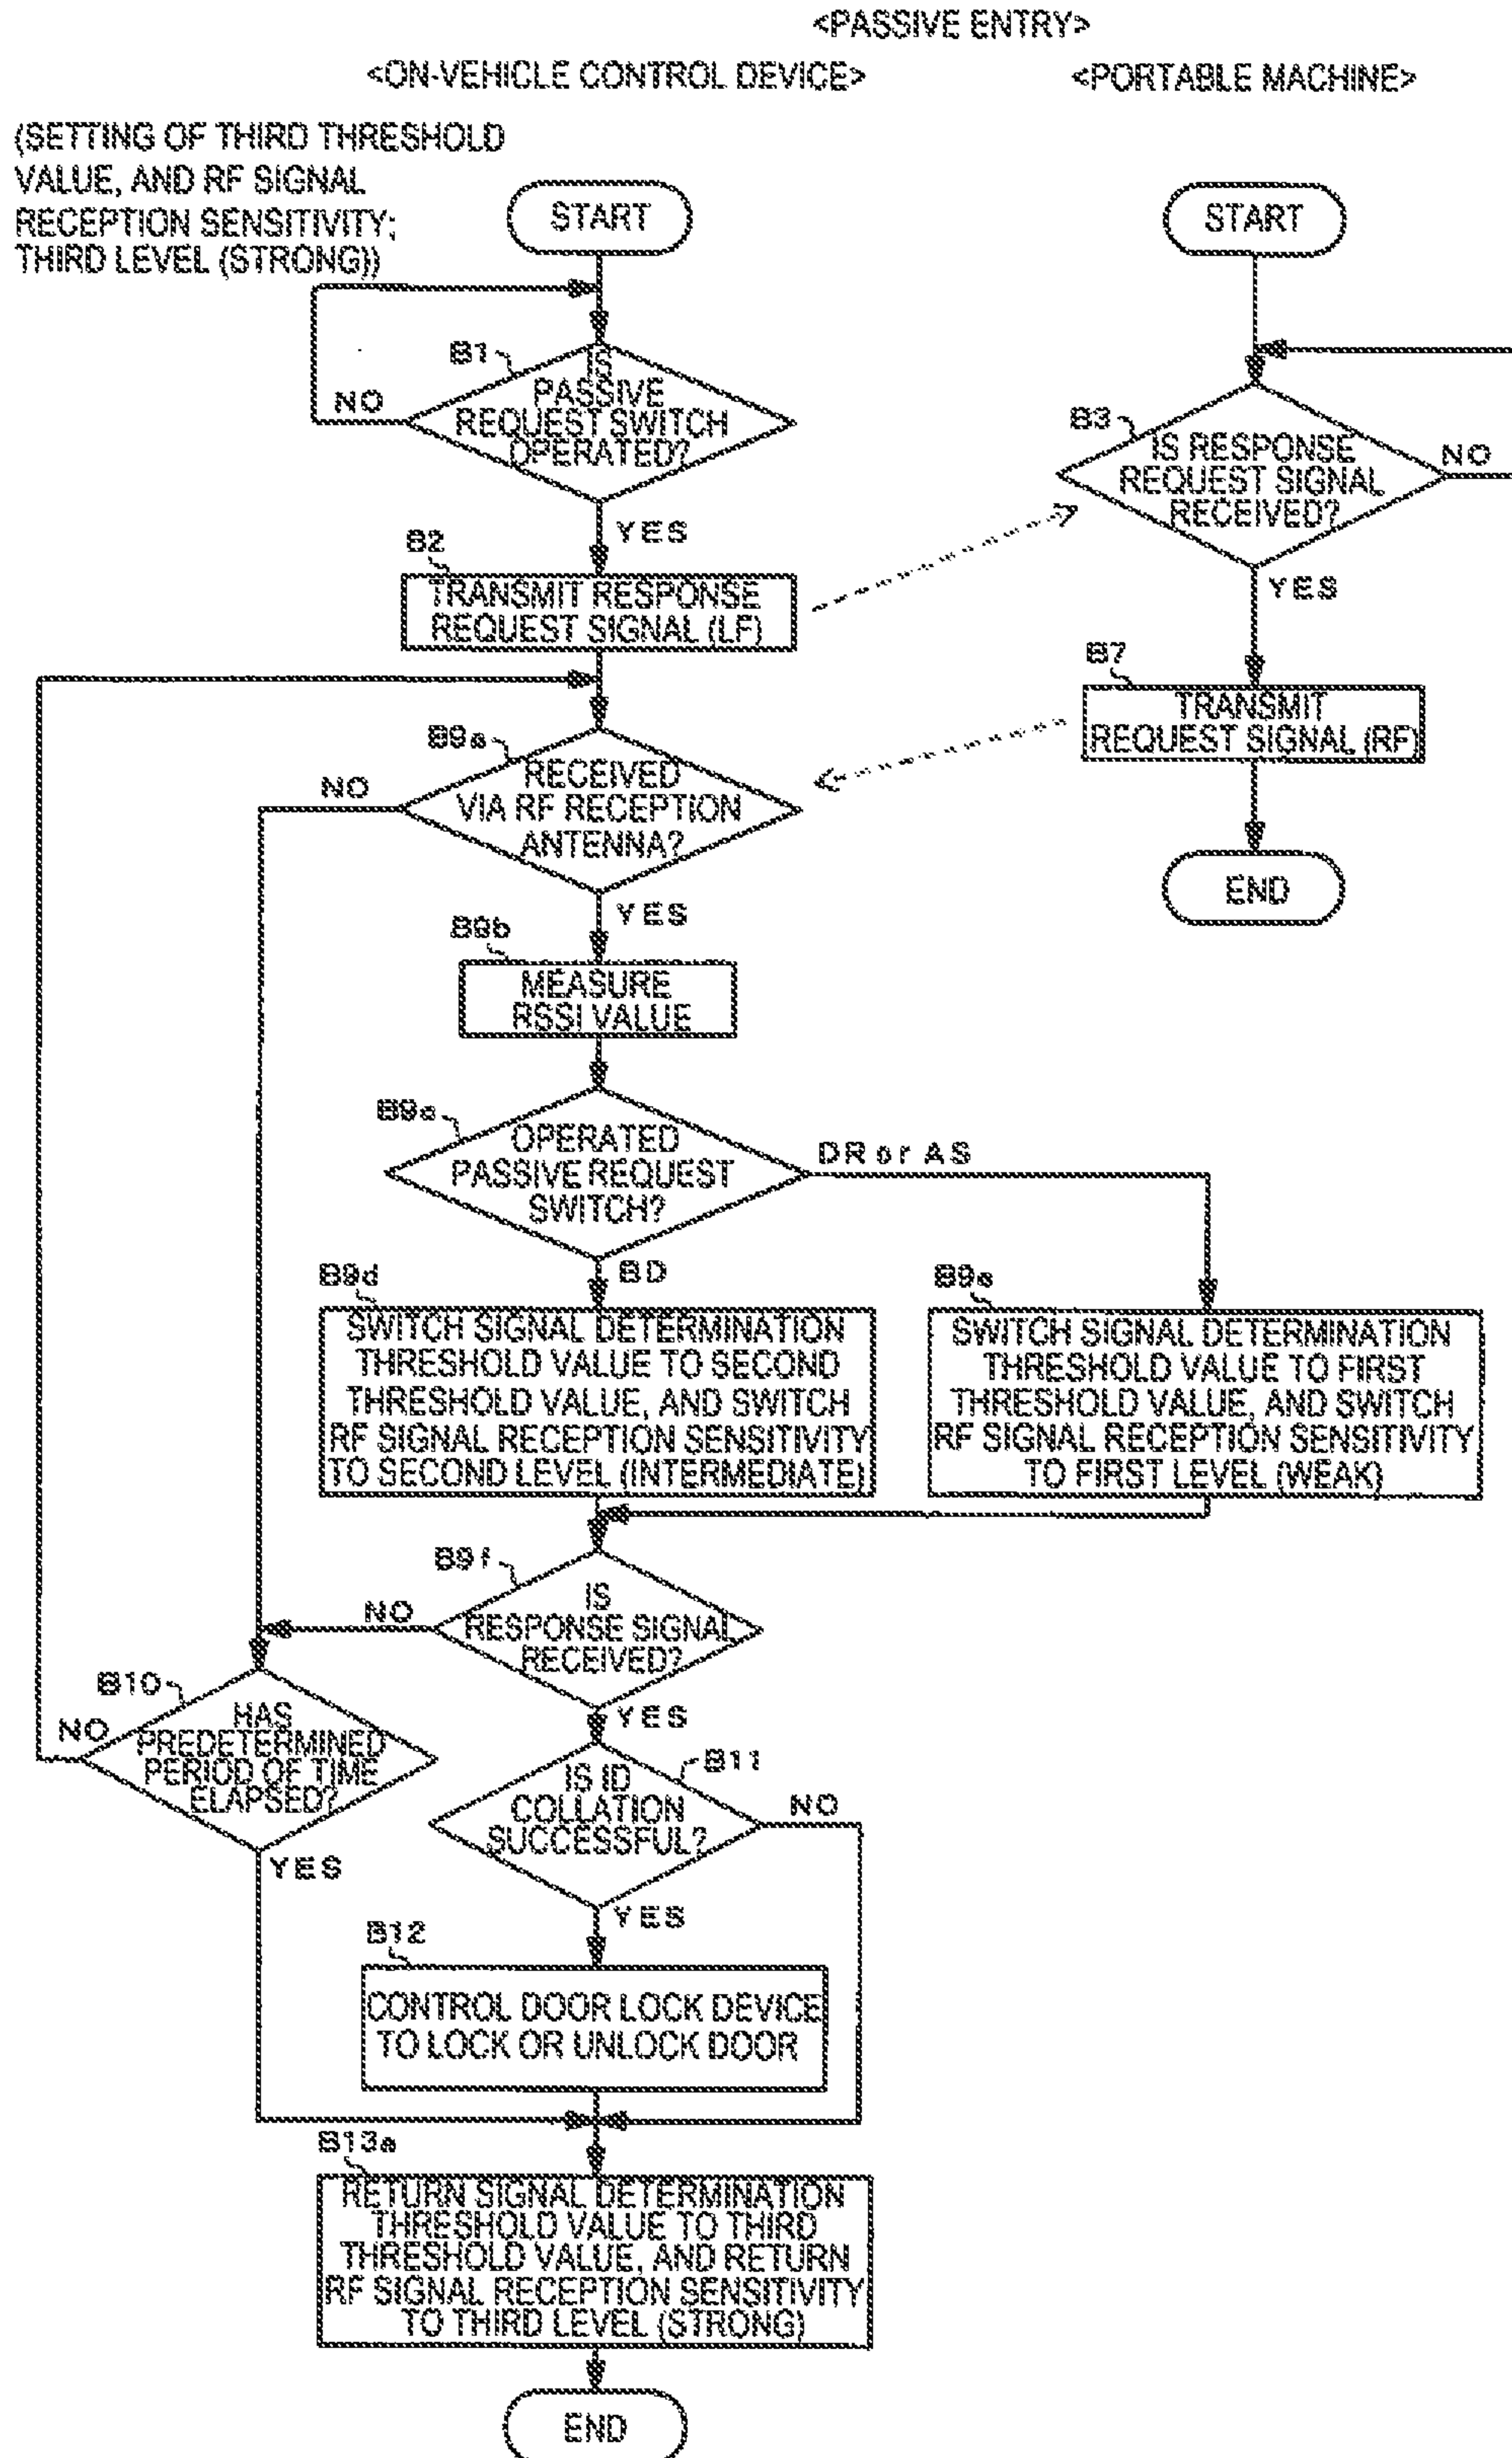 <PASSIVE ENTRY>
<ON-VEHICLE CONTROL DEVICE>
<PORTABLE MACHINE>
(SETTING OF THIRD THRESHOLD
VALUE, AND RF SIGNAL
RECEPTION SENSITIVITY;
THIRD LEVEL (STRONG))
START
START
B1
IS
PASSIVE
REQUEST SWITCH
OPERATED?
NO
YES
B3
IS RESPONSE
REQUEST SIGNAL
RECEIVED?
NO
YES
B2
TRANSMIT RESPONSE
REQUEST SIGNAL (LF)
B7
TRANSMIT
REQUEST SIGNAL (RF)
END
B9a
RECEIVED
VIA RF RECEPTION
ANTENNA?
NO
YES
B9b
MEASURE
RSSI VALUE
B9c
OPERATED
PASSIVE REQUEST
SWITCH?
DR or AS
BD
B9d
SWITCH SIGNAL DETERMINATION
THRESHOLD VALUE TO SECOND
THRESHOLD VALUE, AND SWITCH
RF SIGNAL RECEPTION SENSITIVITY
TO SECOND LEVEL (INTERMEDIATE)
B9e
SWITCH SIGNAL DETERMINATION
THRESHOLD VALUE TO FIRST
THRESHOLD VALUE, AND SWITCH
RF SIGNAL RECEPTION SENSITIVITY
TO FIRST LEVEL (WEAK)
B9f
IS
RESPONSE SIGNAL
RECEIVED?
NO
YES
B10
HAS
PREDETERMINED
PERIOD OF TIME
ELAPSED?
NO
YES
B11
IS ID
COLLATION
SUCCESSFUL?
NO
YES
B12
CONTROL DOOR LOCK DEVICE
TO LOCK OR UNLOCK DOOR
B13a
RETURN SIGNAL DETERMINATION
THRESHOLD VALUE TO THIRD
THRESHOLD VALUE, AND RETURN
RF SIGNAL RECEPTION SENSITIVITY
TO THIRD LEVEL (STRONG)
END